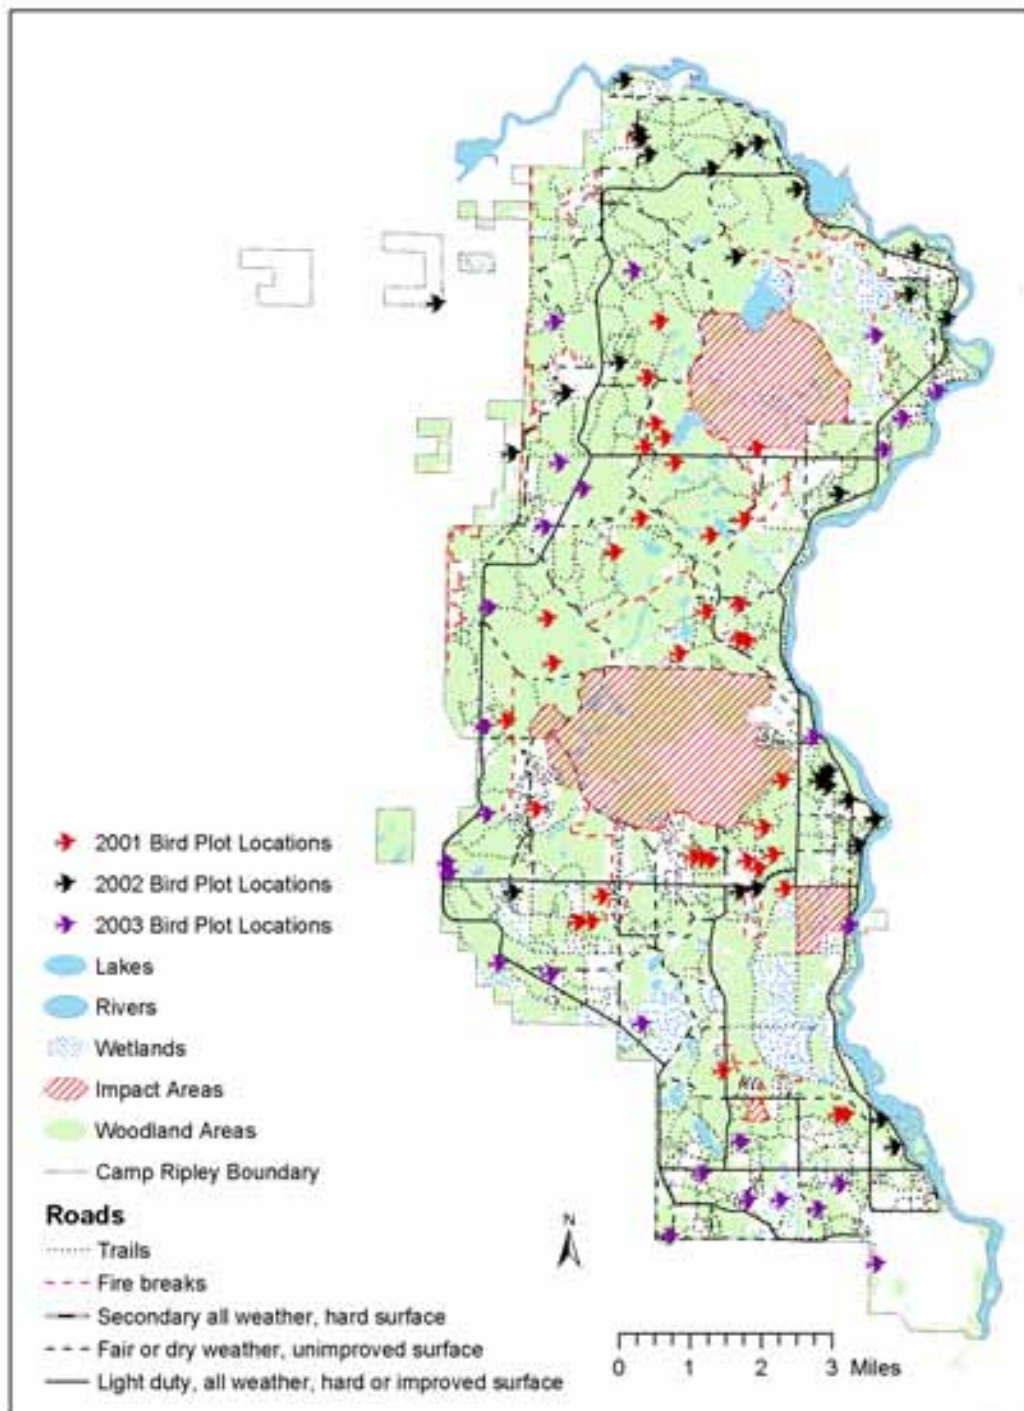 2001 Bird Plot Locations
2002 Bird Plot Locations
2003 Bird Plot Locations
Lakes
Rivers
Wetlands
Impact Areas
Woodland Areas
Camp Ripley Boundary
Roads
Trails
Fire breaks
Secondary all weather, hard surface
Fair or dry weather, unimproved surface
Light duty, all weather, hard or improved surface
N
0 1 2 3 Miles